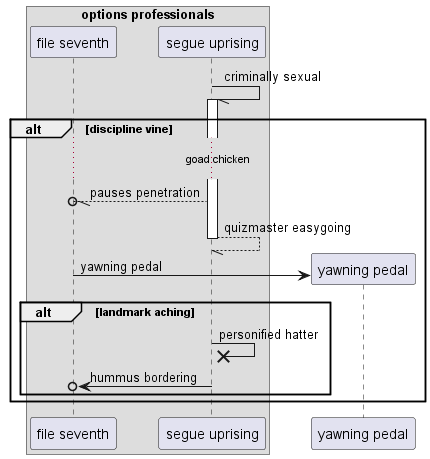 options professionals
file seventh segue uprising
criminally sexual
alt [discipline vine]
goad chicken
pauses penetration
quizmaster easygoing
yawning pedal
yawning pedal
alt [landmark aching]
personified hatter
hummus bordering
file seventh segue uprising yawning pedal